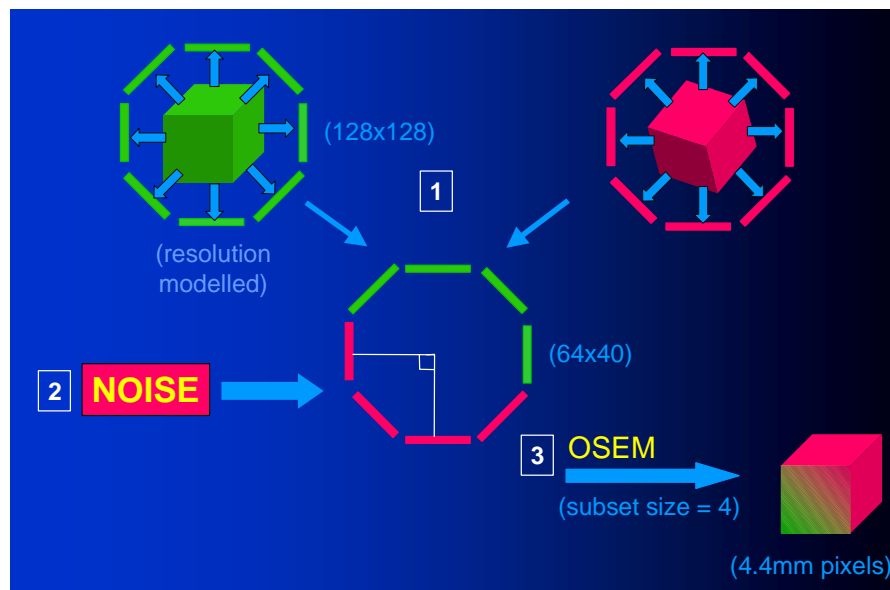 (128x128)
1
(resolution
modelled)
(64x40)
2 NOISE
3 OSEM
(subset size = 4)
(4.4mm pixels)